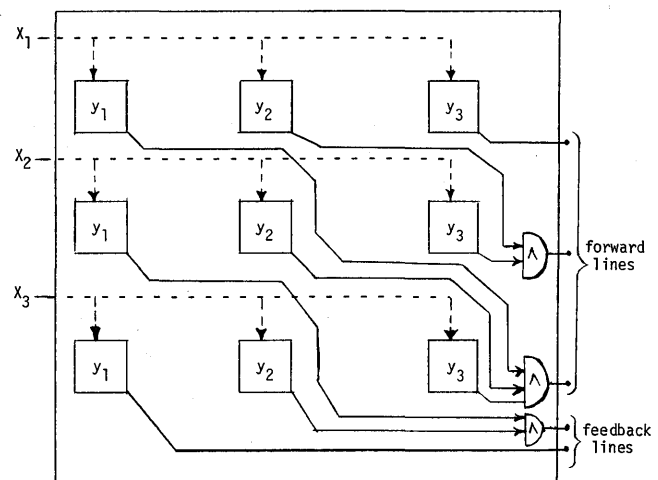 X1
y1 y2 y3
X2
y1 y2 y3
∧
forward
lines
X3
y1 y2 y3
∧
∧
feedback
lines